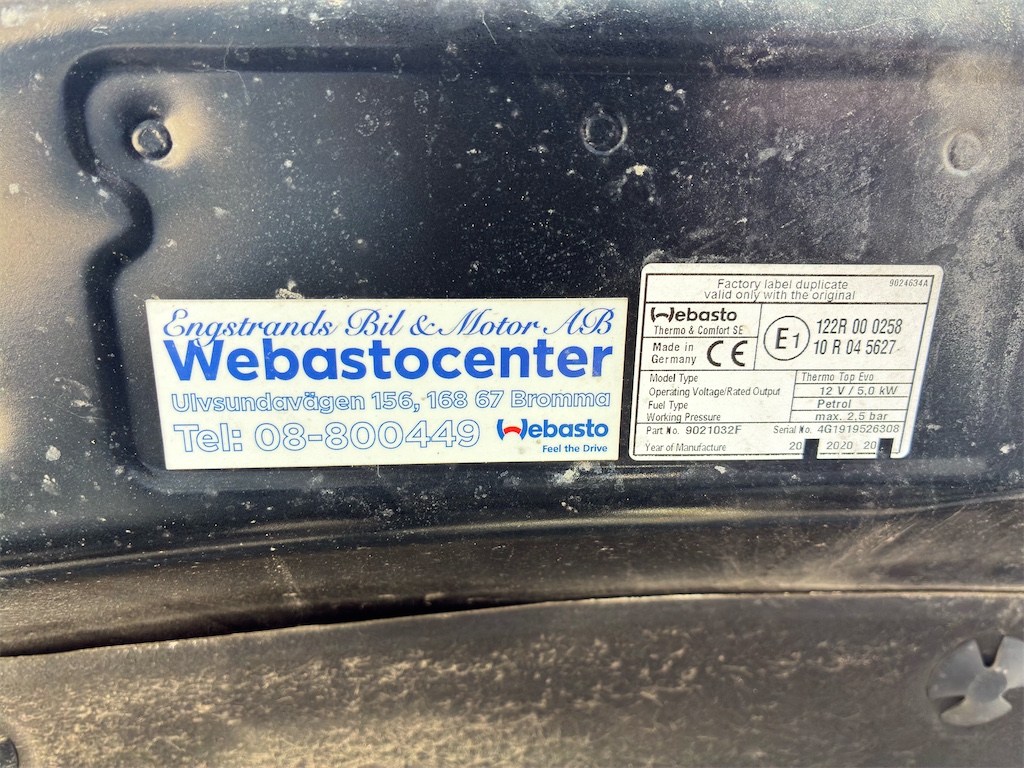 Engstrands Bil & Motor AB
Webastocenter
Ulvsundavägen 156, 168 67 Bromma
Tel: 08-800449
Webasto
Feel the Drive
Factory label duplicate
valid only with the original
9024634A
Webasto
Thermo & Comfort SE
Made in
Germany
CE
E1
122R 00 0258
10 R 04 5627
Model Type Thermo Top Evo
Operating Voltage/Rated Output 12 V / 5,0 kW
Fuel Type Petrol
Working Pressure max. 2,5 bar
Part No. 9021032F Serial No. 4G1919526308
Year of Manufacture 20 2020 20